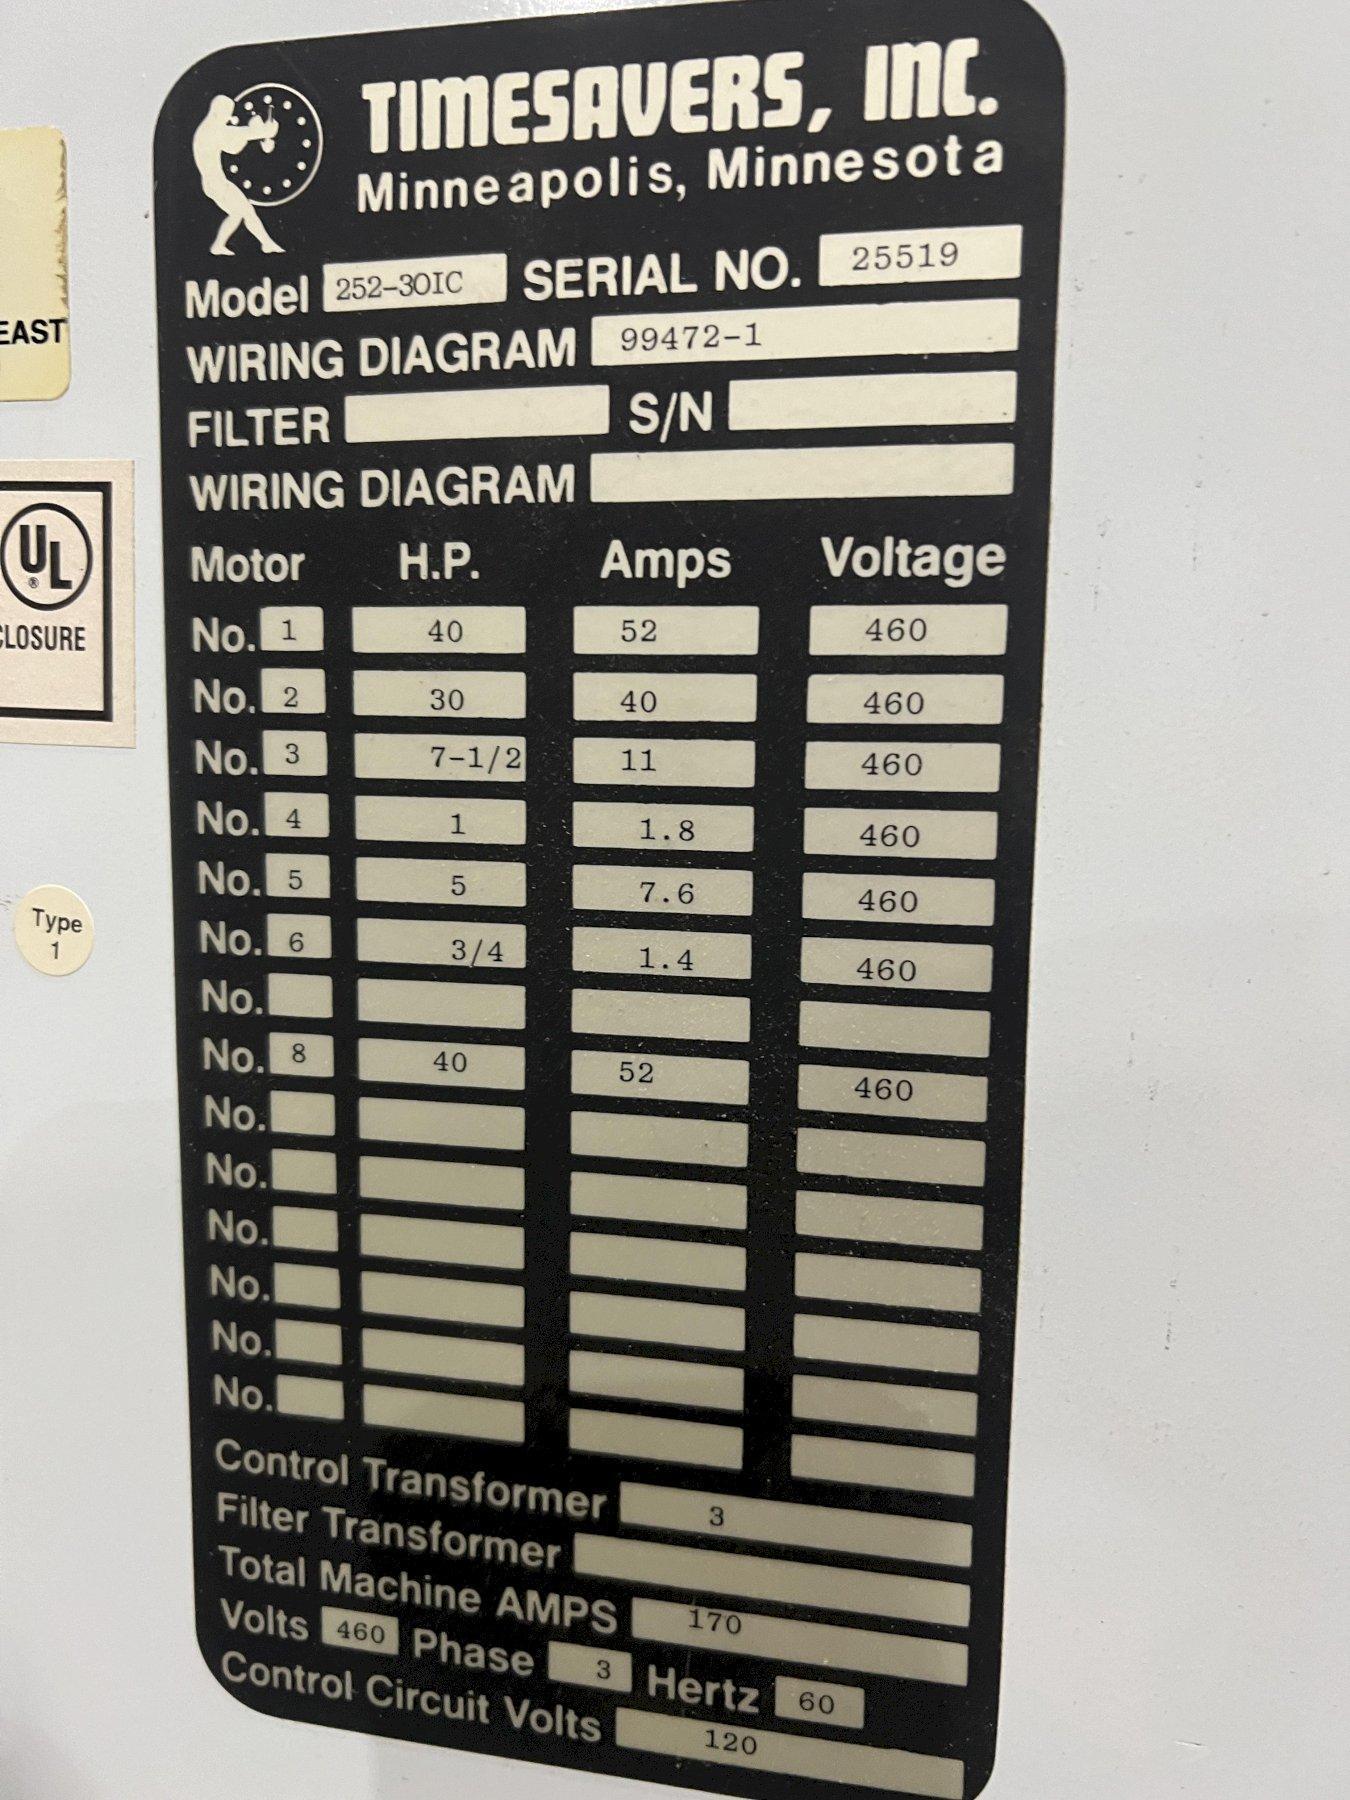 TIMESAVERS, INC.
Minneapolis, Minnesota
Model 252-30IC SERIAL NO. 25519
WIRING DIAGRAM 99472-1
FILTER S/N
WIRING DIAGRAM
Motor H.P. Amps Voltage
No. 1 40 52 460
No. 2 30 40 460
No. 3 7-1/2 11 460
No. 4 1 1.8 460
No. 5 5 7.6 460
No. 6 3/4 1.4 460
No.
No. 8 40 52 460
No.
No.
No.
No.
No.
No.
Control Transformer 3
Filter Transformer
Total Machine AMPS 170
Volts 460 Phase 3 Hertz 60
Control Circuit Volts 120
EAST
UL
®
CLOSURE
Type
1